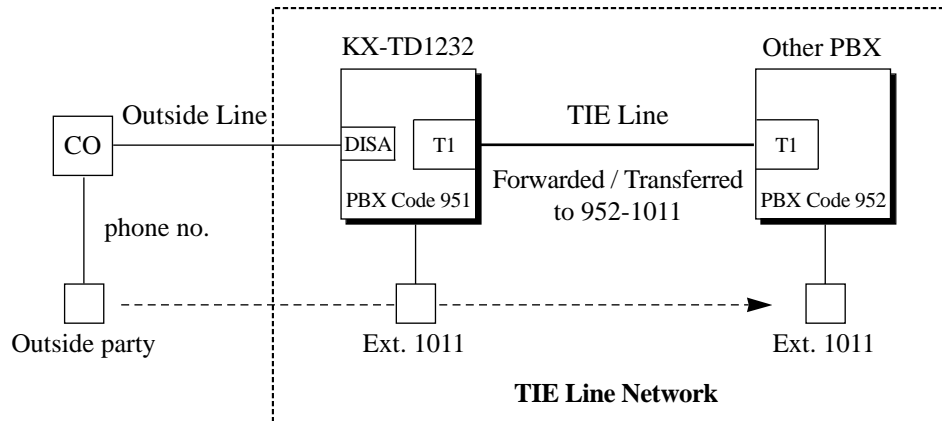 KX-TD1232
Other PBX
CO
Outside Line
DISA
T1
TIE Line
T1
PBX Code 951
Forwarded / Transferred
to 952-1011
PBX Code 952
phone no.
Outside party
Ext. 1011
Ext. 1011
TIE Line Network